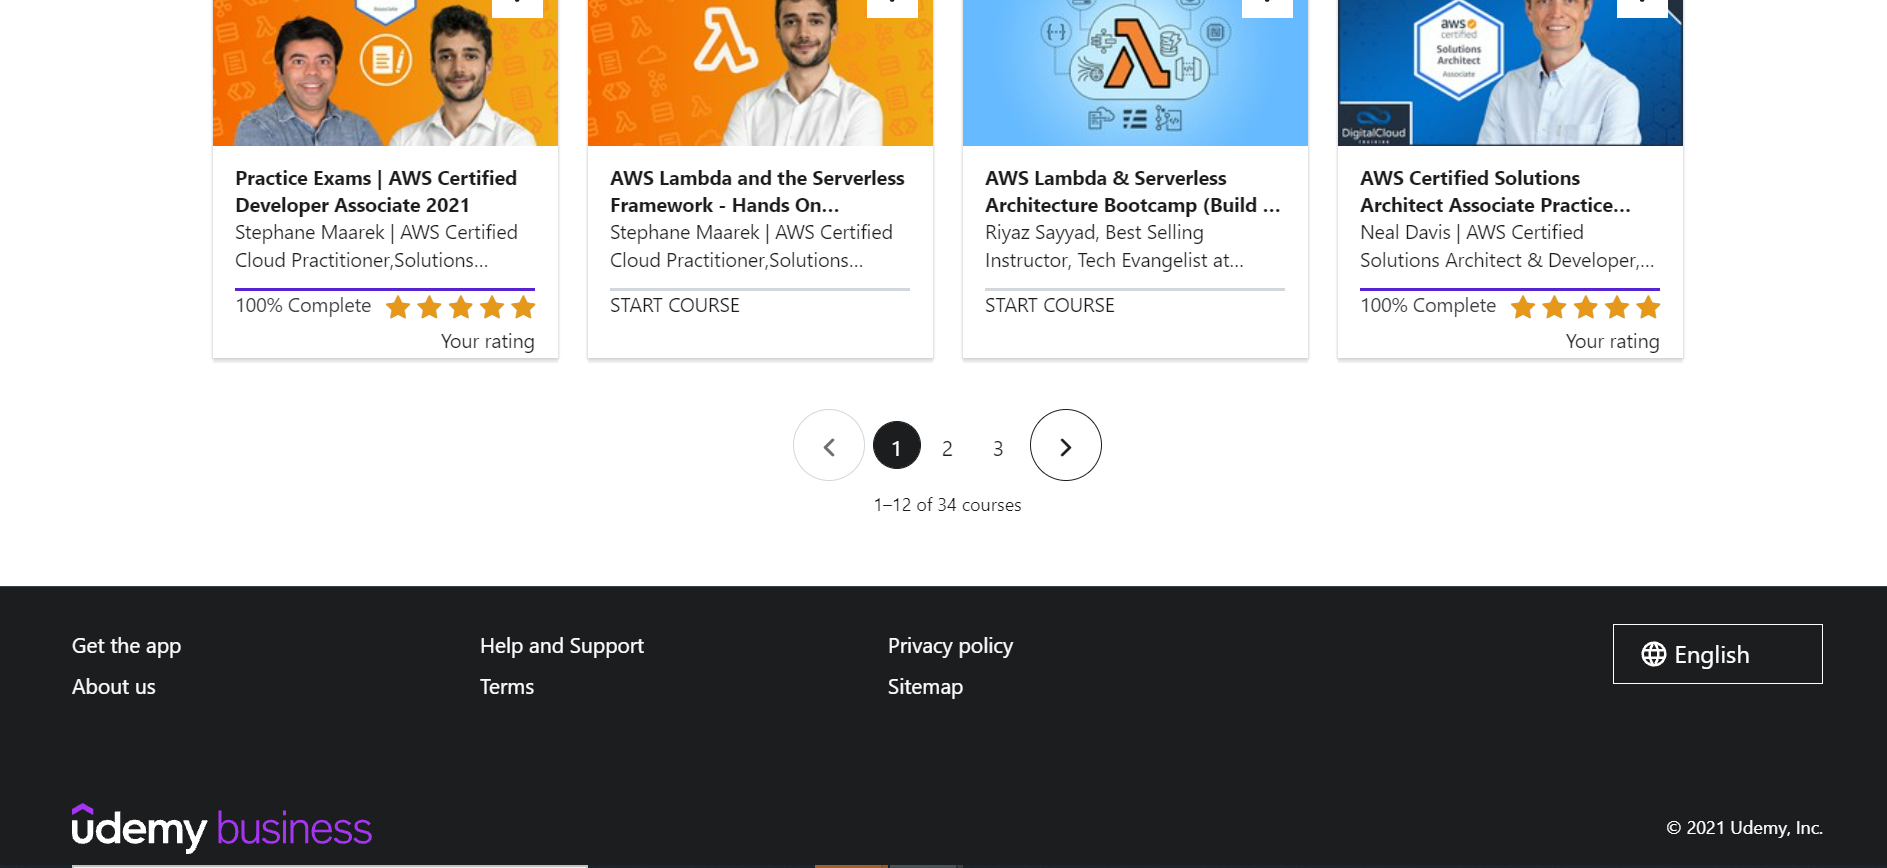 Associate
aws
certified
Solutions
Architect
Associate
DigitalCloud
TRAINING
Practice Exams | AWS Certified
Developer Associate 2021
Stephane Maarek | AWS Certified
Cloud Practitioner,Solutions...
100% Complete
Your rating
AWS Lambda and the Serverless
Framework - Hands On...
Stephane Maarek | AWS Certified
Cloud Practitioner,Solutions...
START COURSE
AWS Lambda & Serverless
Architecture Bootcamp (Build ...
Riyaz Sayyad, Best Selling
Instructor, Tech Evangelist at...
START COURSE
AWS Certified Solutions
Architect Associate Practice...
Neal Davis | AWS Certified
Solutions Architect & Developer,...
100% Complete
Your rating
1 2 3
1–12 of 34 courses
Get the app
About us
Help and Support
Terms
Privacy policy
Sitemap
English
udemy business
© 2021 Udemy, Inc.